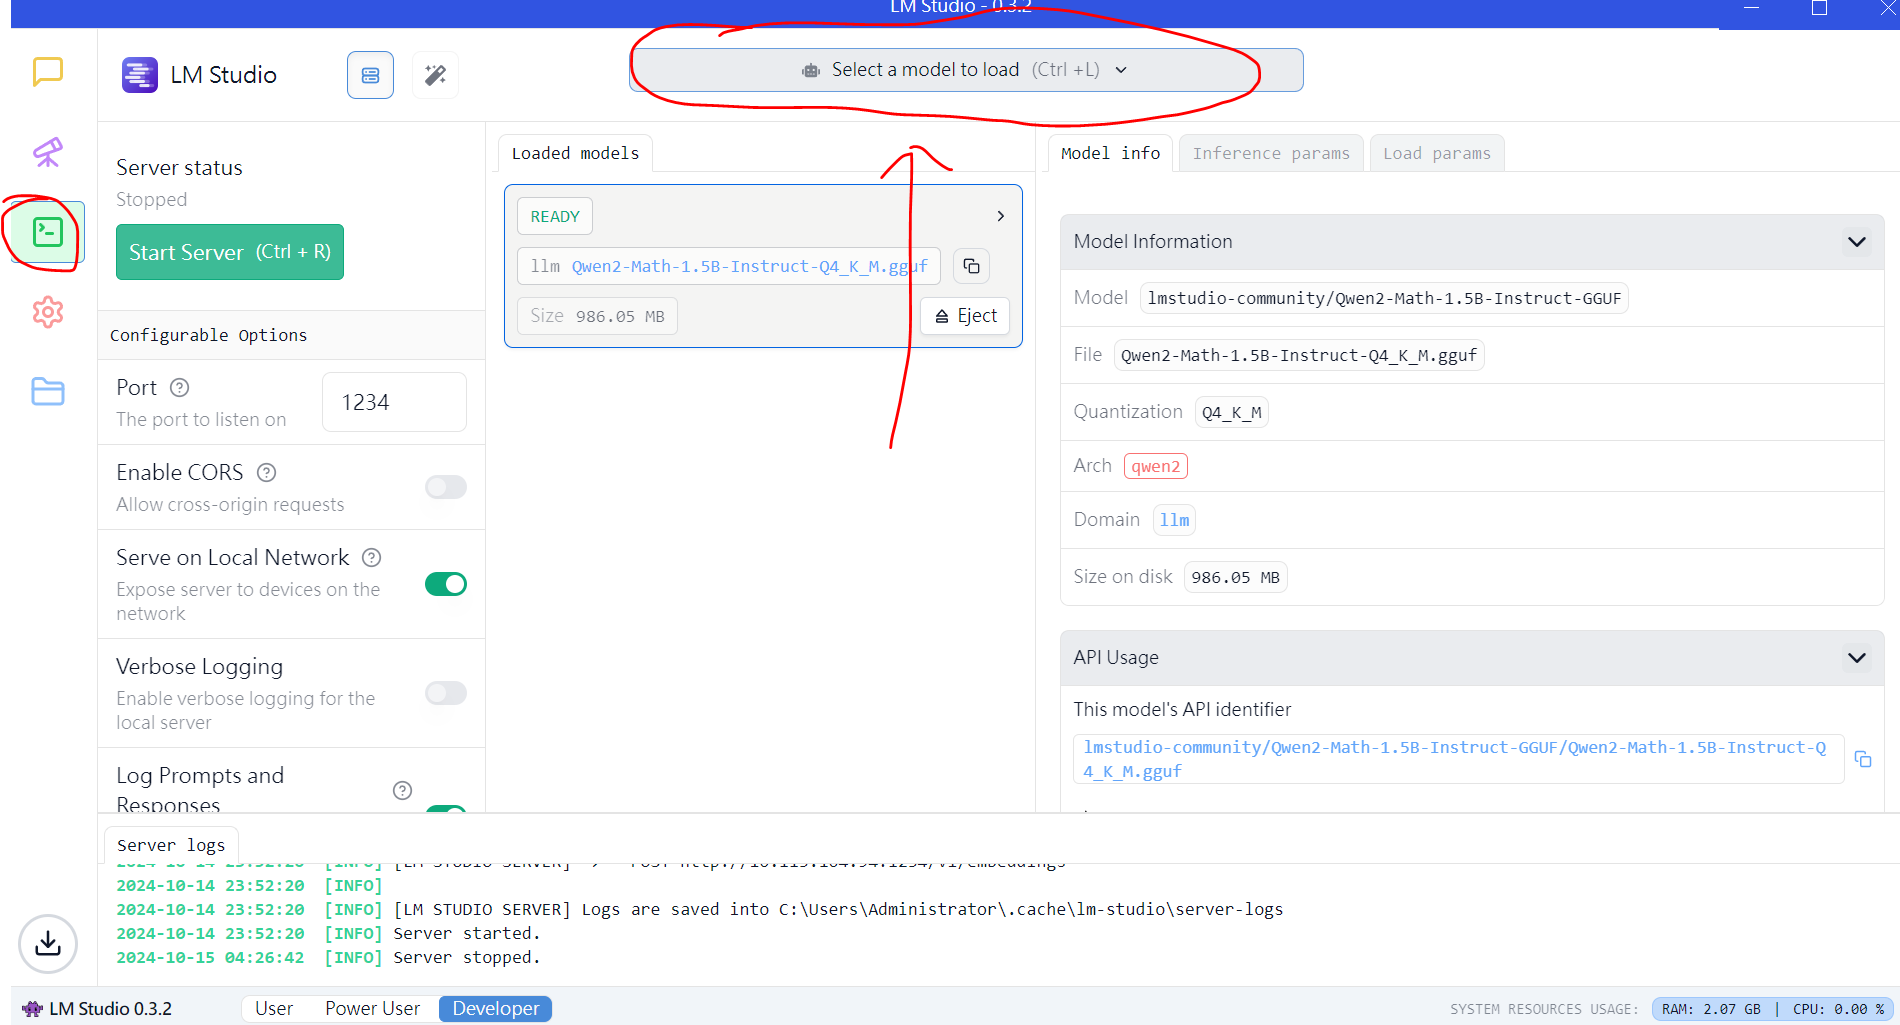 LM Studio - 0.3.2
LM Studio
Select a model to load (Ctrl +L)
Server status
Stopped
Start Server (Ctrl + R)
Configurable Options
Port
The port to listen on
1234
Enable CORS
Allow cross-origin requests
Serve on Local Network
Expose server to devices on the
network
Verbose Logging
Enable verbose logging for the
local server
Log Prompts and
Responses
Loaded models
READY
llm Qwen2-Math-1.5B-Instruct-Q4_K_M.gguf
Size 986.05 MB
Eject
Model info
Inference params
Load params
Model Information
Model lmstudio-community/Qwen2-Math-1.5B-Instruct-GGUF
File Qwen2-Math-1.5B-Instruct-Q4_K_M.gguf
Quantization Q4_K_M
Arch qwen2
Domain llm
Size on disk 986.05 MB
API Usage
This model's API identifier
lmstudio-community/Qwen2-Math-1.5B-Instruct-GGUF/Qwen2-Math-1.5B-Instruct-Q
4_K_M.gguf
Server logs
2024-10-14 23:52:20 [INFO]
2024-10-14 23:52:20 [INFO] [LM STUDIO SERVER] Logs are saved into C:\Users\Administrator\.cache\lm-studio\server-logs
2024-10-14 23:52:20 [INFO] Server started.
2024-10-15 04:26:42 [INFO] Server stopped.
LM Studio 0.3.2
User
Power User
Developer
SYSTEM RESOURCES USAGE:
RAM: 2.07 GB | CPU: 0.00 %